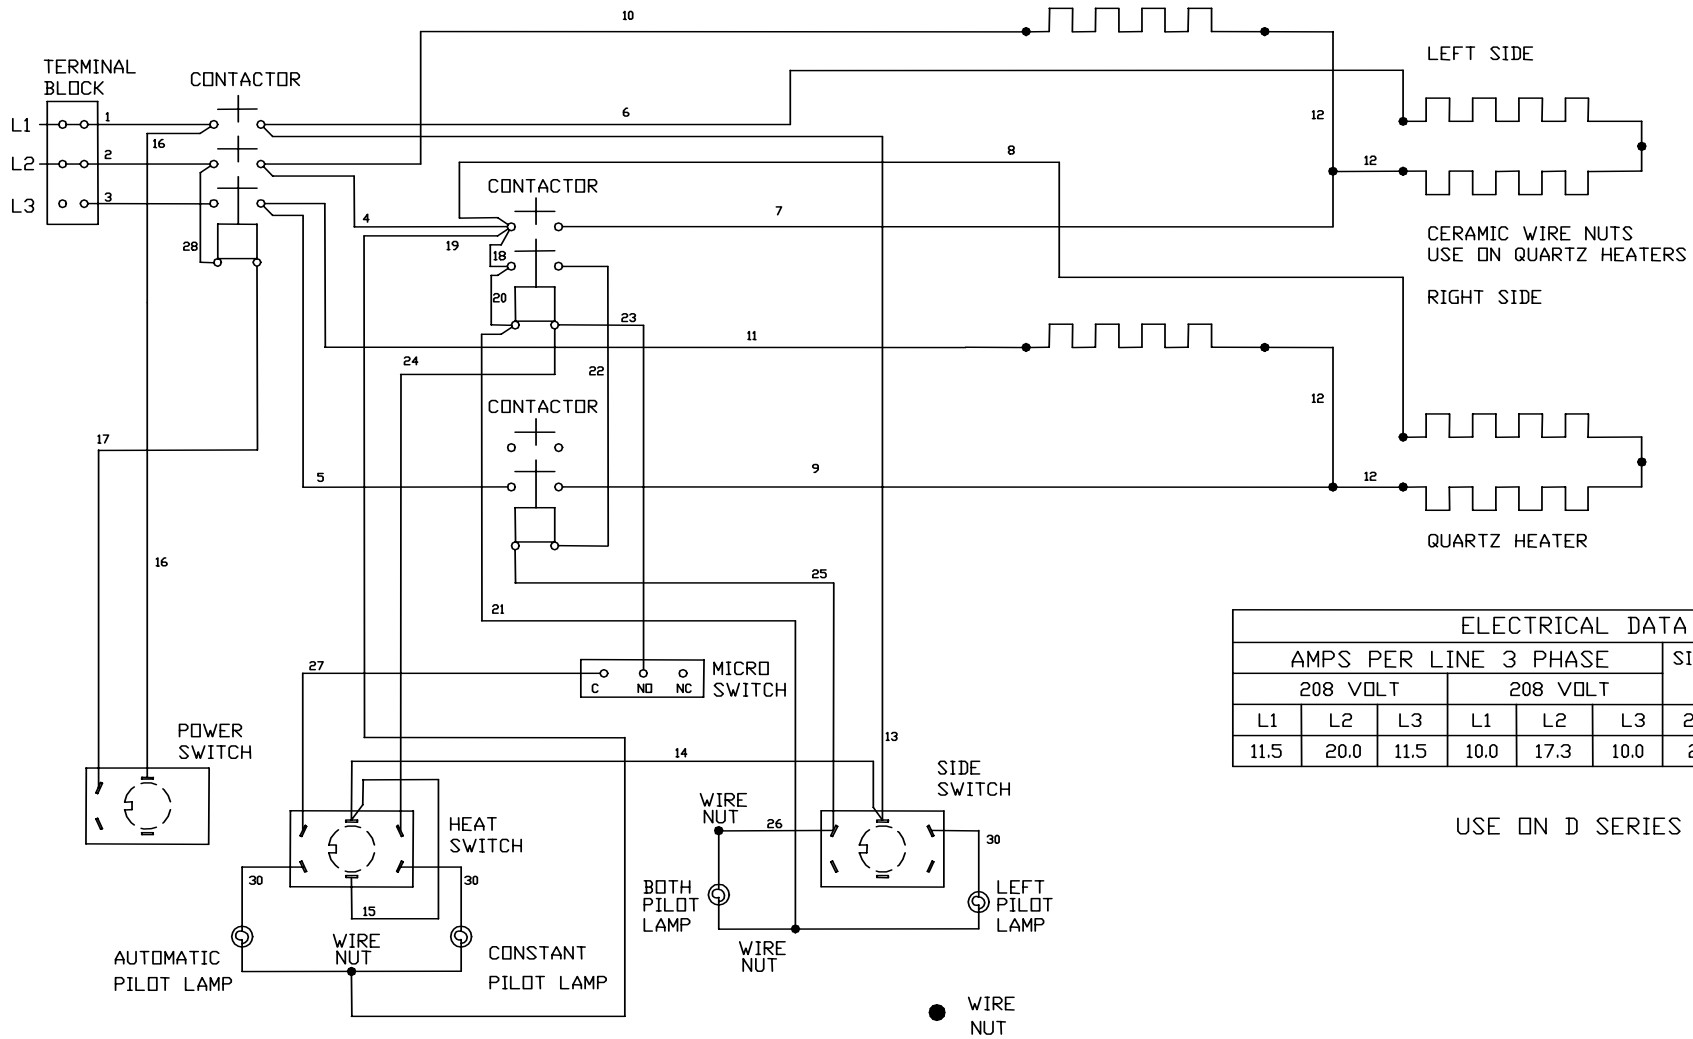 10
LEFT SIDE
TERMINAL
BLOCK
CONTACTOR
L1
1
16
6
12
L2
2
8
12
L3
3
CONTACTOR
4
7
28
19
18
CERAMIC WIRE NUTS
USE ON QUARTZ HEATERS
20
23
RIGHT SIDE
11
24
22
CONTACTOR
12
17
5
9
12
16
QUARTZ HEATER
25
21
27
C
NO
NC
MICRO
SWITCH
ELECTRICAL DATA
AMPS PER LINE 3 PHASE
208 VOLT
208 VOLT
L1
L2
L3
L1
L2
L3
11.5
20.0
11.5
10.0
17.3
10.0
POWER
SWITCH
13
14
SIDE
SWITCH
WIRE
NUT
26
HEAT
SWITCH
30
USE ON D SERIES
30
30
15
BOTH
PILOT
LAMP
LEFT
PILOT
LAMP
WIRE
NUT
WIRE
NUT
AUTOMATIC
PILOT LAMP
CONSTANT
PILOT LAMP
WIRE
NUT